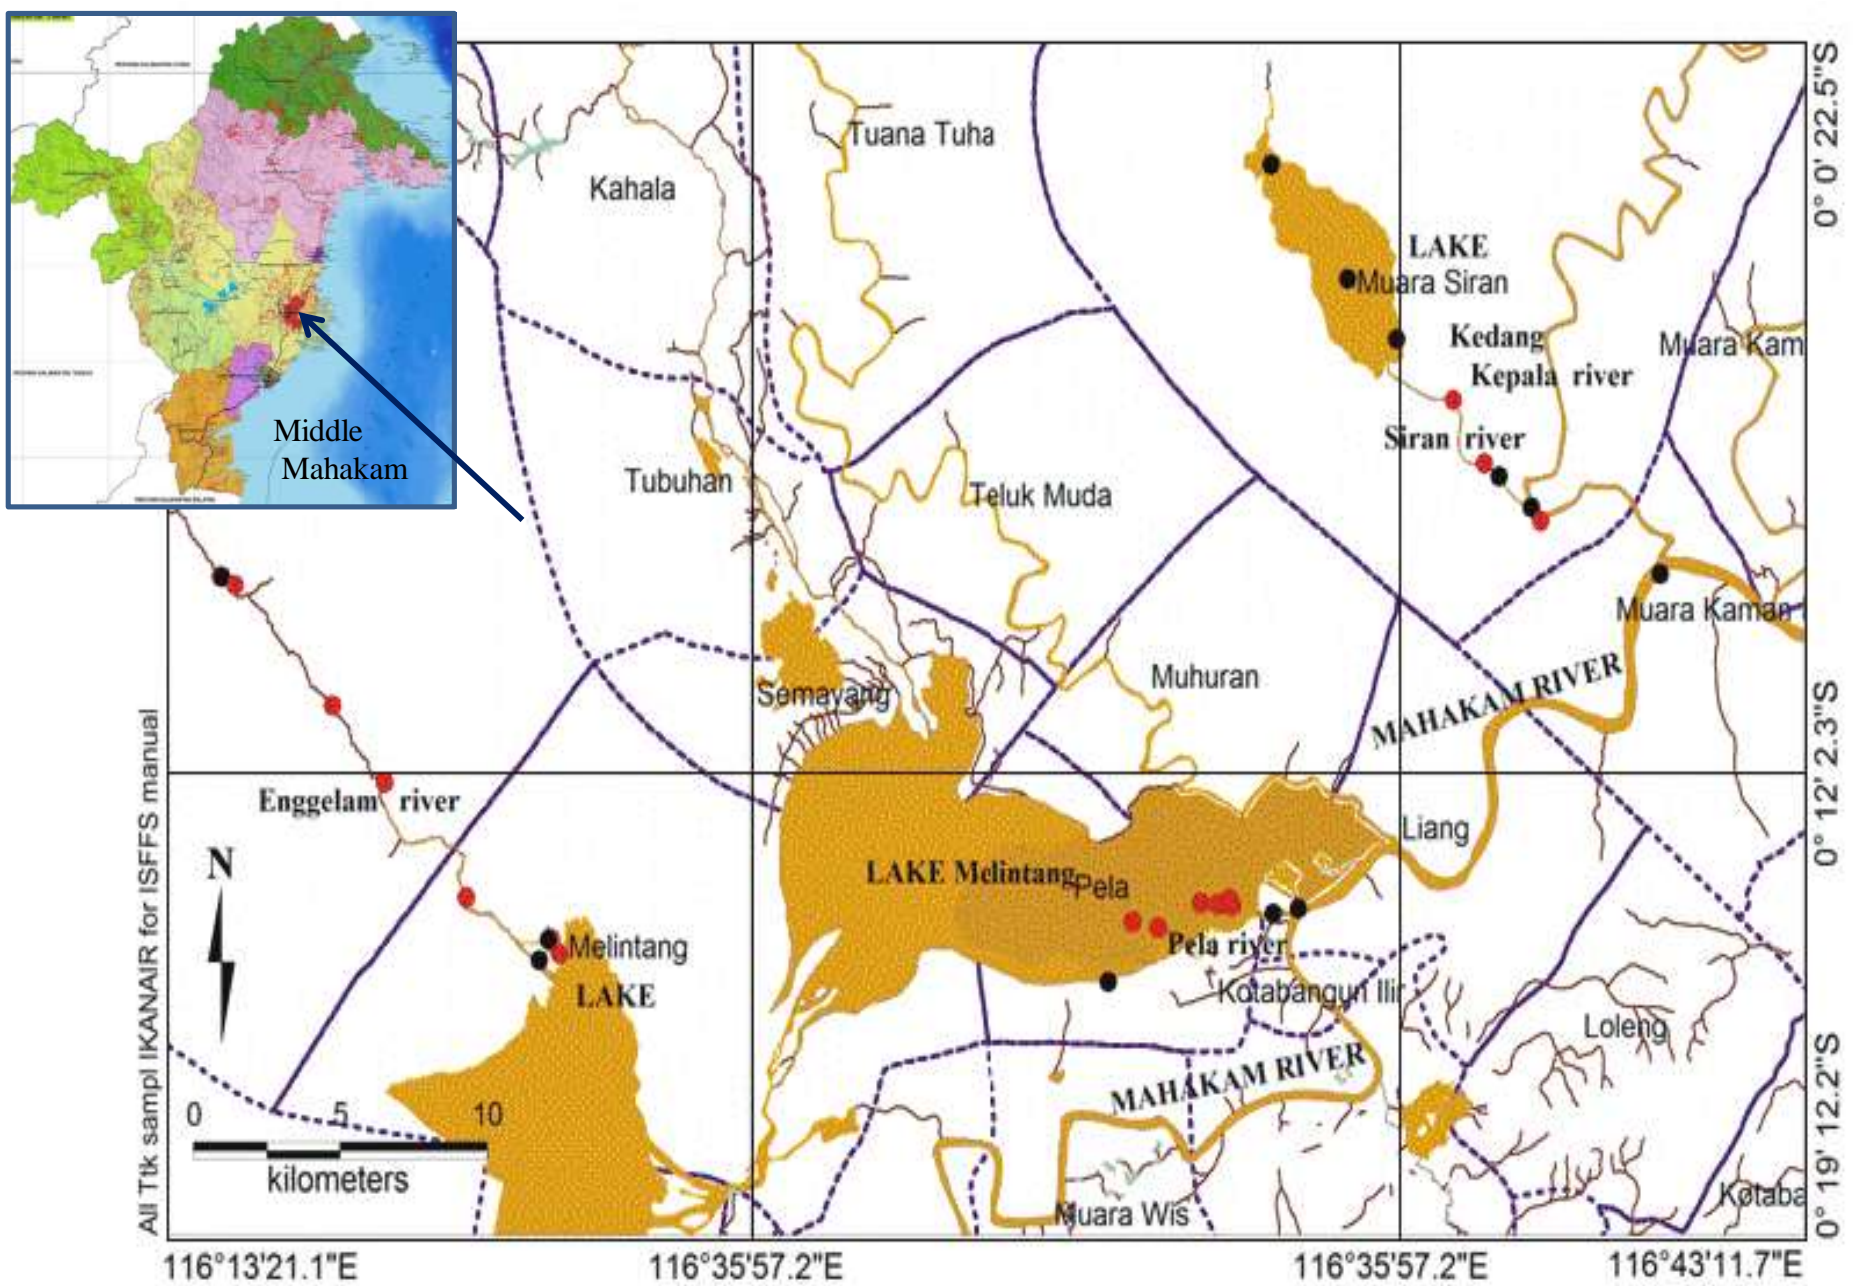 Middle
Mahakam
Tuana Tuha
Kahala
LAKE
Muara Siran
Kedang
Kepala river
Muara Kam
Siran river
Tubuhan
Teluk Muda
Muara Kaman
MAHAKAM RIVER
Muhuran
Semayang
Enggelam river
Liang
N
LAKE Melintang
Pela
Pela river
Melintang
LAKE
Kotabangun Ilir
Loleng
MAHAKAM RIVER
0 5 10
kilometers
Muara Wis
Kotaba
All Ttk sampl IKANAIR for ISFFS manual
0° 0' 22.5"S
0° 12' 2.3"S
0° 19' 12.2"S
116°13'21.1"E
116°35'57.2"E
116°35'57.2"E
116°43'11.7"E